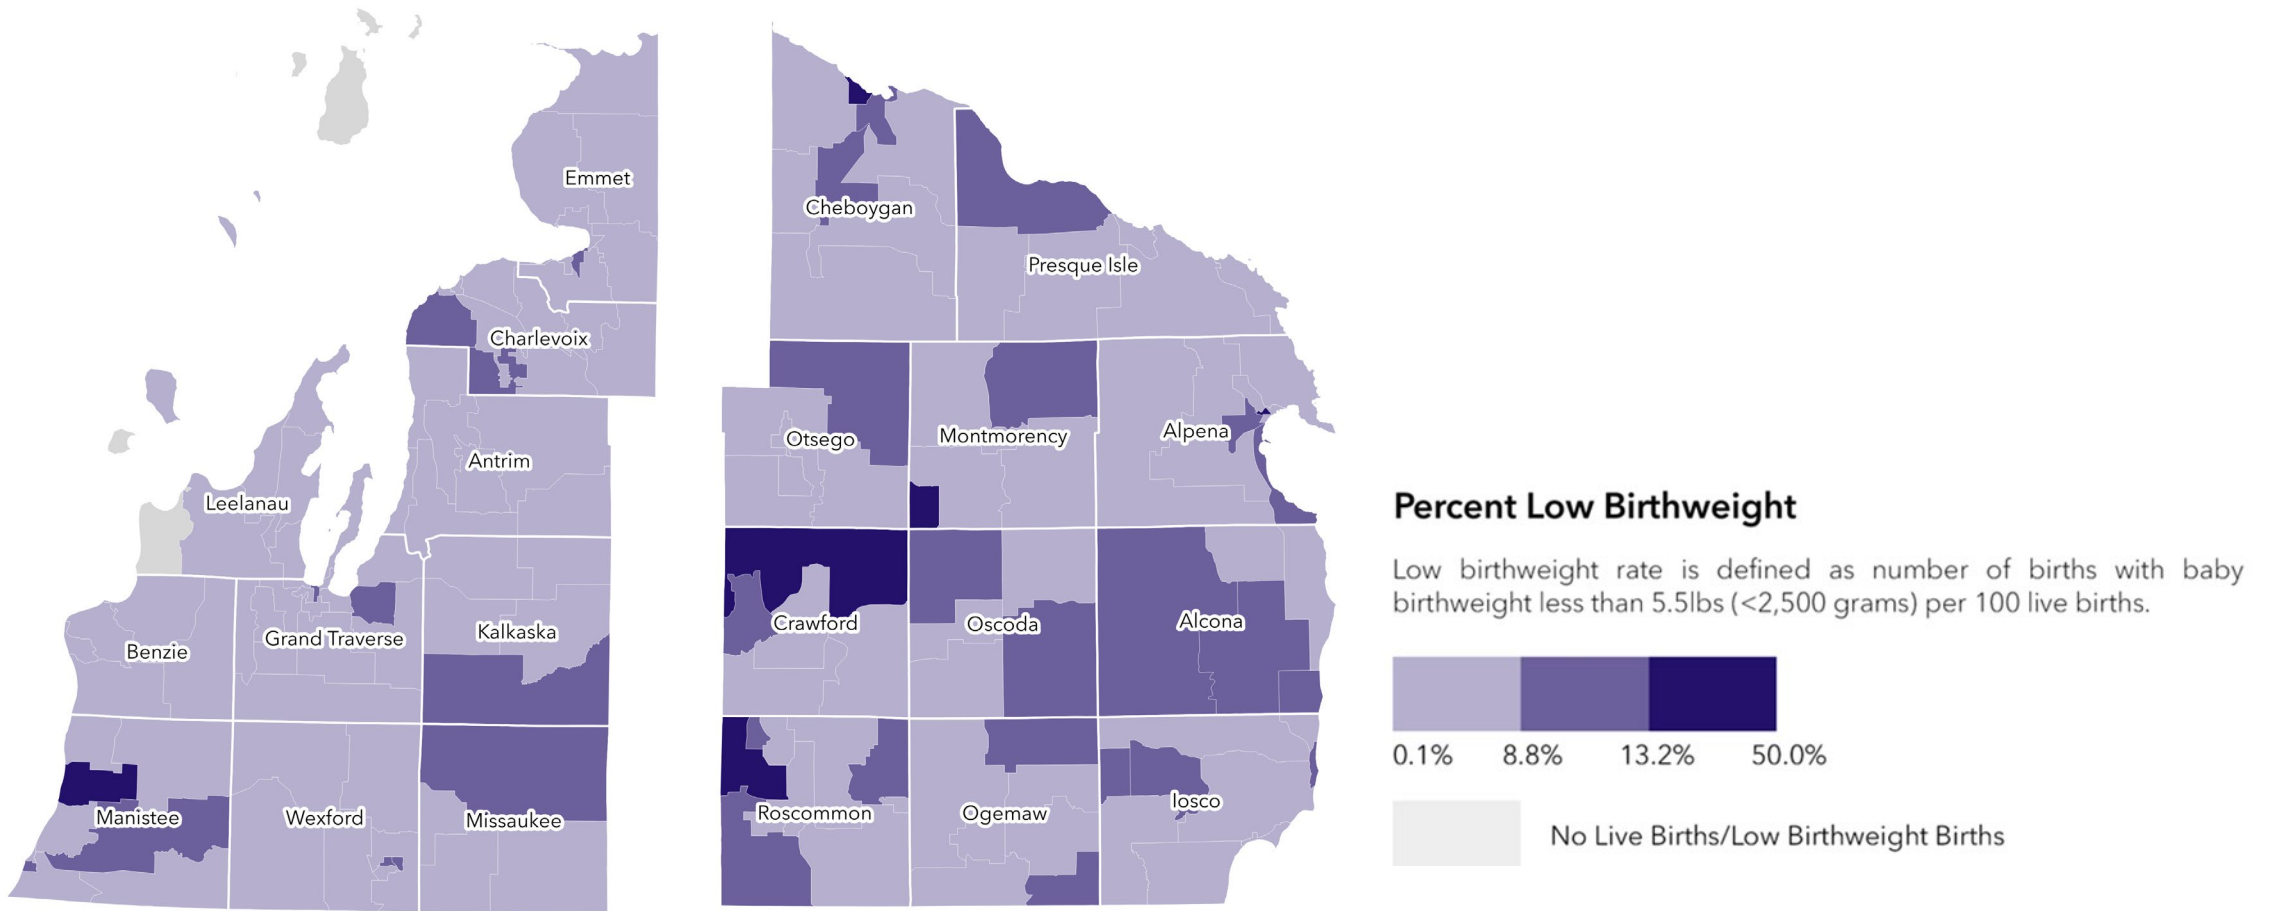 Emmet
Cheboygan
Presque Isle
Charlevoix
Otsego
Montmorency
Alpena
Antrim
Leelanau
Percent Low Birthweight
Low birthweight rate is defined as number of births with baby
birthweight less than 5.5lbs (<2,500 grams) per 100 live births.
Crawford
Oscoda
Alcona
Kalkaska
Grand Traverse
Benzie
0.1% 8.8% 13.2% 50.0%
Manistee
Wexford
Missaukee
Roscommon
Ogemaw
Iosco
No Live Births/Low Birthweight Births